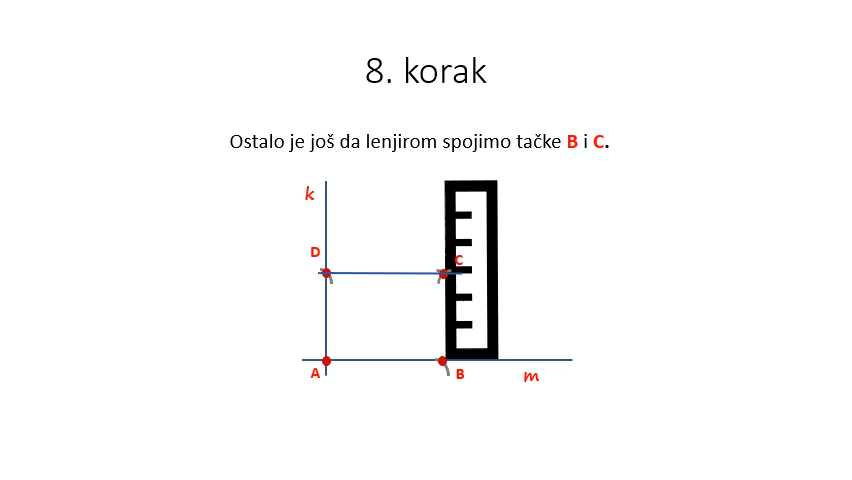 8. korak
Ostalo je još da lenjirom spojimo tačke B i C.
k
D
C
A
B
m